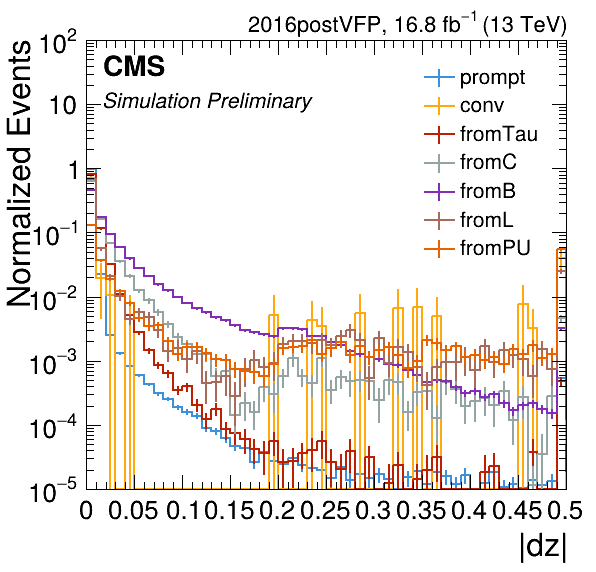 2016postVFP, 16.8 fb⁻¹ (13 TeV)
CMS
Simulation Preliminary
prompt
conv
fromTau
fromC
fromB
fromL
fromPU
Normalized Events
10²
10
1
10⁻¹
10⁻²
10⁻³
10⁻⁴
10⁻⁵
0 0.05 0.10 0.15 0.2 0.25 0.3 0.35 0.4 0.45 0.5
|dz|